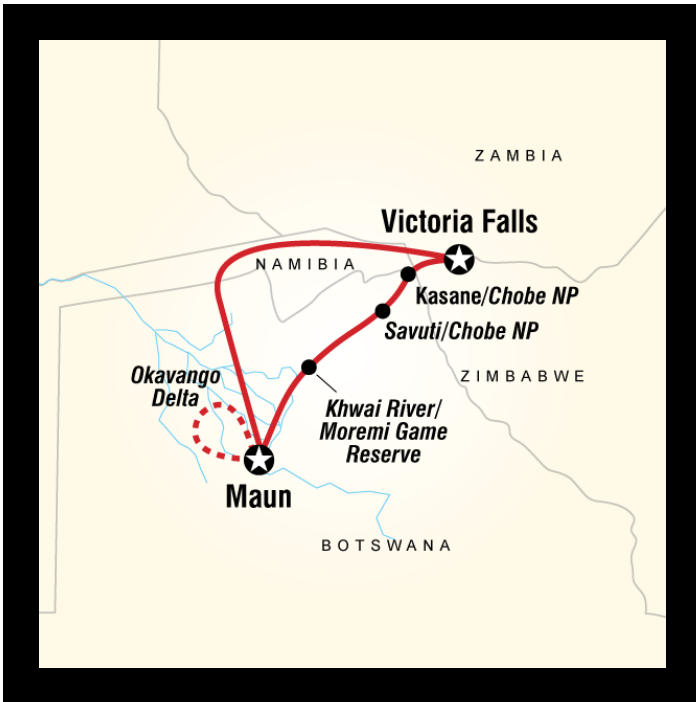 ZAMBIA
Victoria Falls
NAMIBIA
Kasane/Chobe NP
Savuti/Chobe NP
Okavango
Delta
ZIMBABWE
Khwai River/
Moremi Game
Reserve
Maun
BOTSWANA